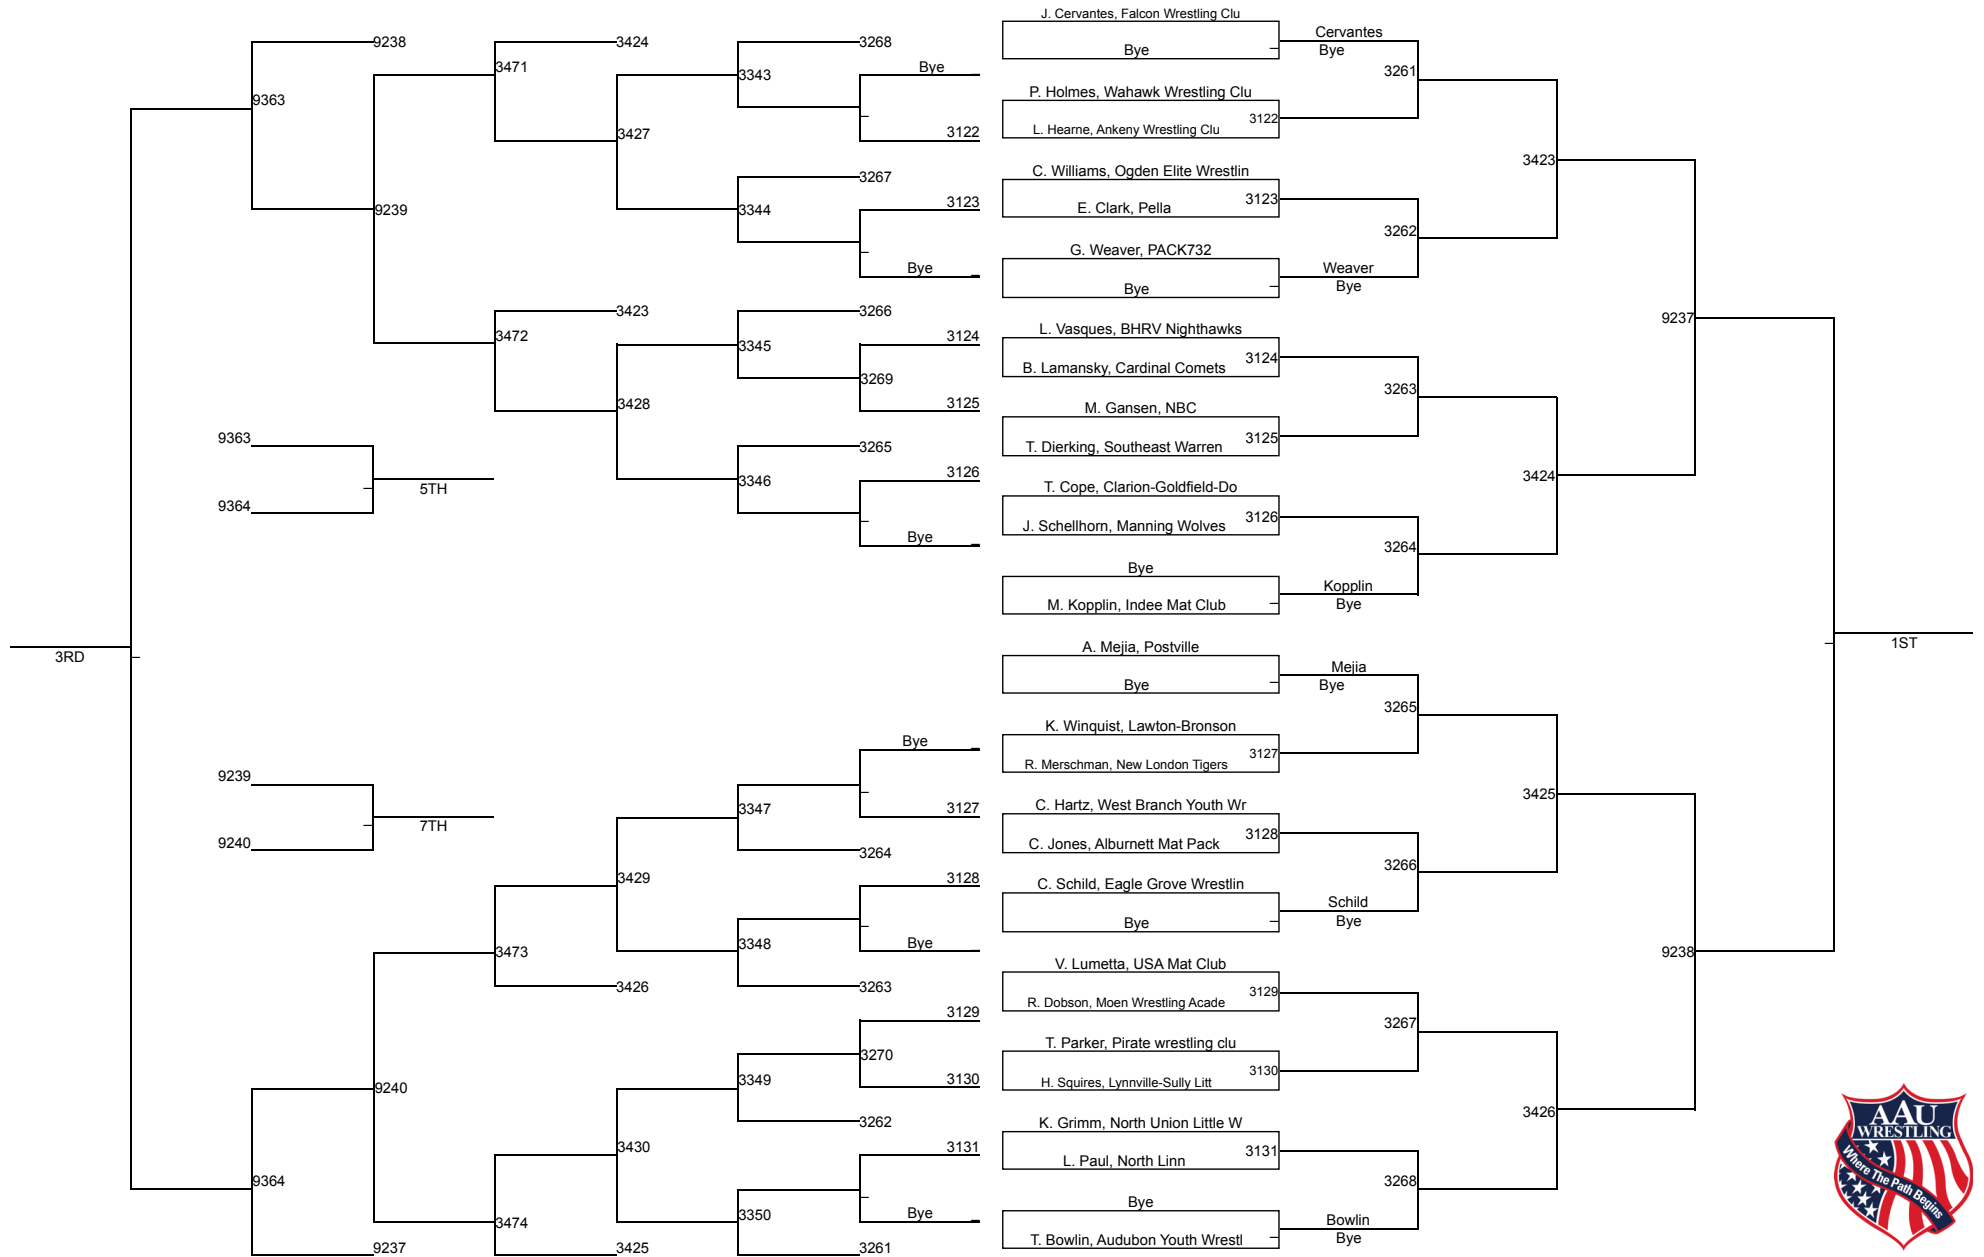 J. Cervantes, Falcon Wrestling Clu
Bye
P. Holmes, Wahawk Wrestling Clu
3122
L. Hearne, Ankeny Wrestling Clu
C. Williams, Ogden Elite Wrestlin
3123
E. Clark, Pella
G. Weaver, PACK732
Bye
L. Vasques, BHRV Nighthawks
3124
B. Lamansky, Cardinal Comets
M. Gansen, NBC
3125
T. Dierking, Southeast Warren
T. Cope, Clarion-Goldfield-Do
3126
J. Schellhorn, Manning Wolves
Bye
M. Kopplin, Indee Mat Club
A. Mejia, Postville
Bye
K. Winquist, Lawton-Bronson
3127
R. Merschman, New London Tigers
C. Hartz, West Branch Youth Wr
3128
C. Jones, Alburnett Mat Pack
C. Schild, Eagle Grove Wrestlin
Bye
V. Lumetta, USA Mat Club
3129
R. Dobson, Moen Wrestling Acade
T. Parker, Pirate wrestling clu
3130
H. Squires, Lynnville-Sully Litt
K. Grimm, North Union Little W
3131
L. Paul, North Linn
Bye
T. Bowlin, Audubon Youth Wrestl
Cervantes
Bye
3261
3262
Weaver
Bye
3263
3264
Kopplin
Bye
Mejia
Bye
3265
3266
Schild
Bye
3267
3268
Bowlin
Bye
3423
3424
3425
3426
9237
9238
1ST
Bye
3122
3123
Bye
3124
3125
3126
Bye
Bye
3127
3128
Bye
3129
3130
3131
Bye
3268
3267
3266
3269
3265
3264
3263
3270
3262
3261
3343
3344
3345
3346
3347
3348
3349
3350
3424
3427
3423
3428
3429
3426
3430
3425
3471
3472
3473
3474
9238
9239
9240
9237
9363
9364
9363
9364
5TH
9239
9240
7TH
3RD
AAU
WRESTLING
Where The Path Begins